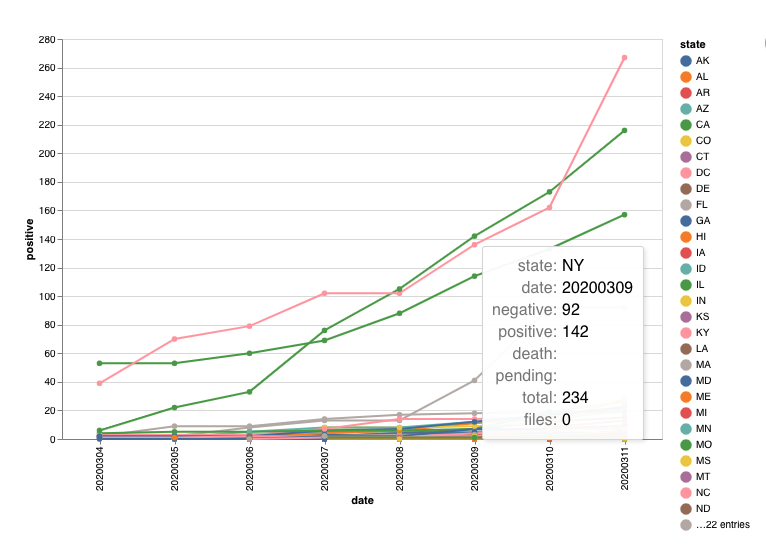 280
260
240
220
200
180
160
140
120
100
80
60
40
20
0
positive
20200304
20200305
20200306
20200307
20200308
20200309
20200310
20200311
date
state: NY
date: 20200309
negative: 92
positive: 142
death:
pending:
total: 234
files: 0
state
AK
AL
AR
AZ
CA
CO
CT
DC
DE
FL
GA
HI
IA
ID
IL
IN
KS
KY
LA
MA
MD
ME
MI
MN
MO
MS
MT
NC
ND
…22 entries